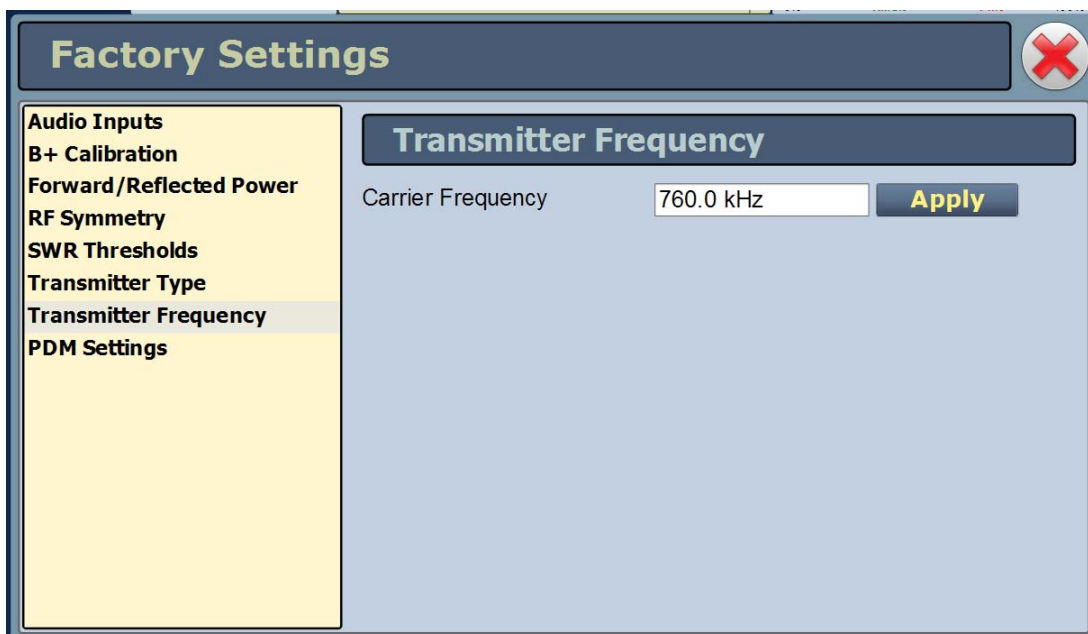 Factory Settings
Audio Inputs
B+ Calibration
Forward/Reflected Power
RF Symmetry
SWR Thresholds
Transmitter Type
Transmitter Frequency
PDM Settings
Transmitter Frequency
Carrier Frequency 760.0 kHz Apply